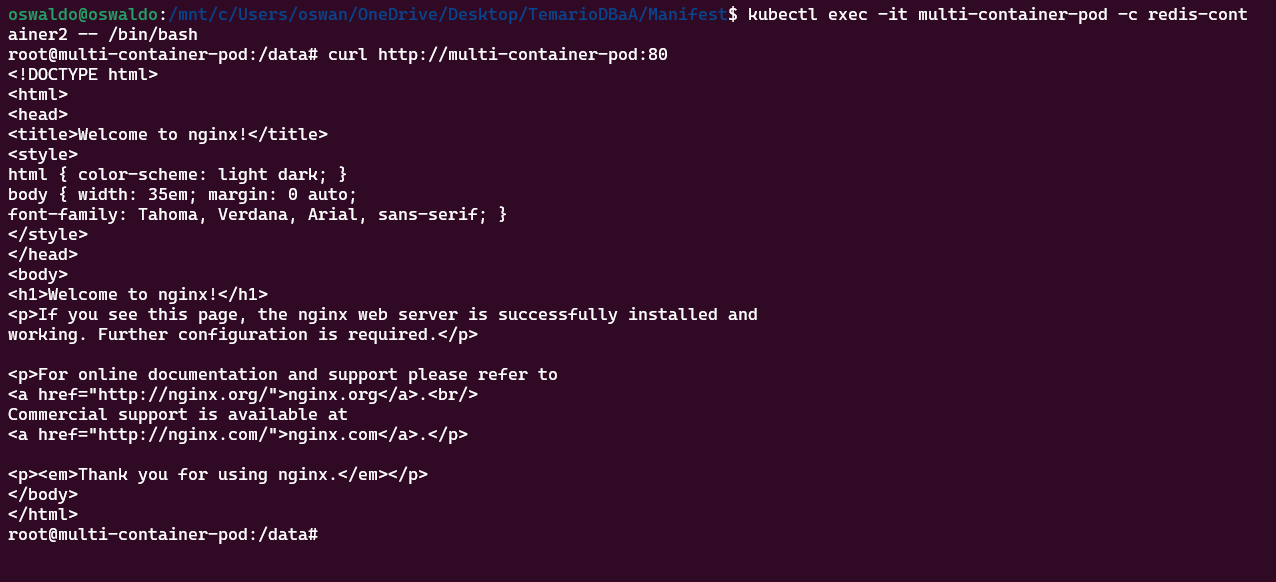 oswaldo@oswaldo:/mnt/c/Users/oswan/OneDrive/Desktop/TemarioDBaA/Manifest$ kubectl exec -it multi-container-pod -c redis-cont
ainer2 -- /bin/bash
root@multi-container-pod:/data# curl http://multi-container-pod:80
<!DOCTYPE html>
<html>
<head>
<title>Welcome to nginx!</title>
<style>
html { color-scheme: light dark; }
body { width: 35em; margin: 0 auto;
font-family: Tahoma, Verdana, Arial, sans-serif; }
</style>
</head>
<body>
<h1>Welcome to nginx!</h1>
<p>If you see this page, the nginx web server is successfully installed and
working. Further configuration is required.</p>

<p>For online documentation and support please refer to
<a href="http://nginx.org/">nginx.org</a>.<br/>
Commercial support is available at
<a href="http://nginx.com/">nginx.com</a>.</p>

<p><em>Thank you for using nginx.</em></p>
</body>
</html>
root@multi-container-pod:/data#